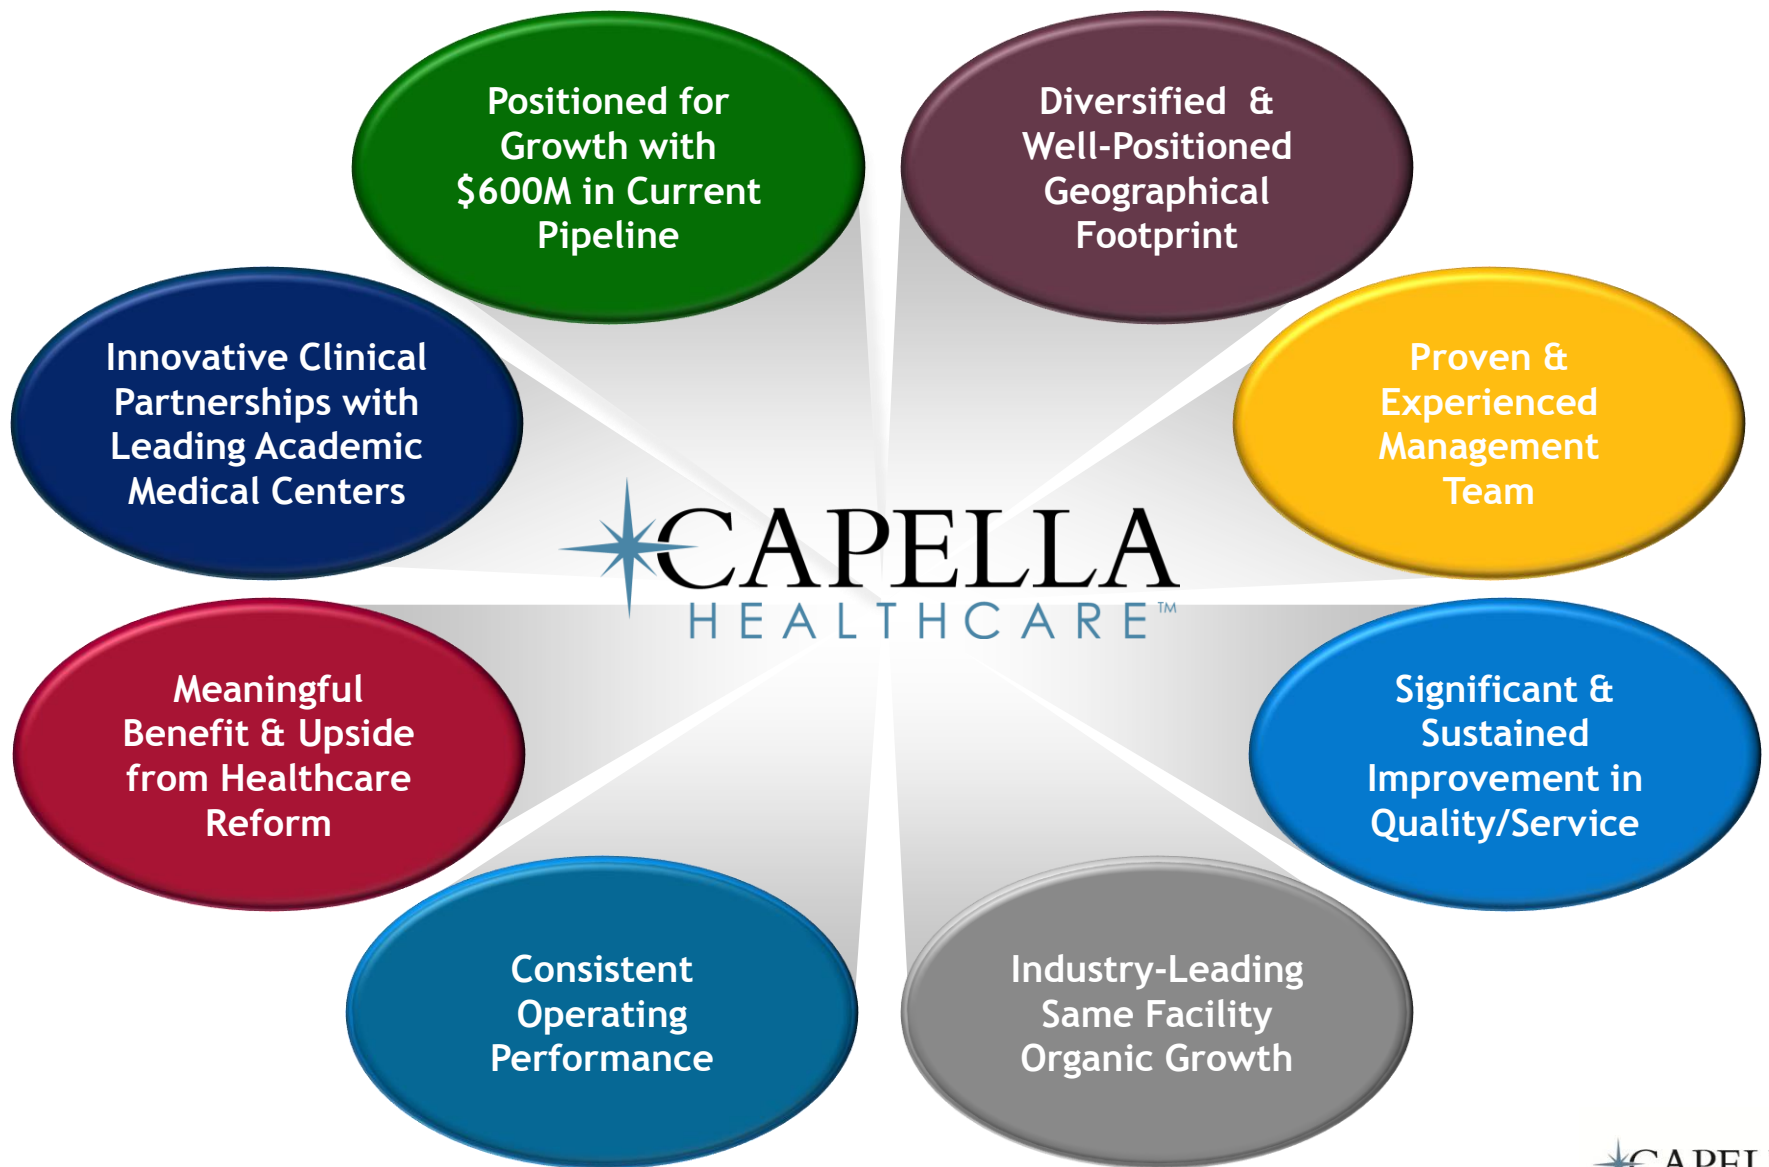 Positioned for
Growth with
$600M in Current
Pipeline
Diversified & 
Well-Positioned
Geographical
Footprint
Innovative Clinical
Partnerships with
Leading Academic
Medical Centers
Proven &
Experienced
Management
Team
CAPELLA
HEALTHCARE™
Meaningful
Benefit & Upside
from Healthcare
Reform
Significant &
Sustained
Improvement in
Quality/Service
Consistent
Operating
Performance
Industry-Leading
Same Facility
Organic Growth